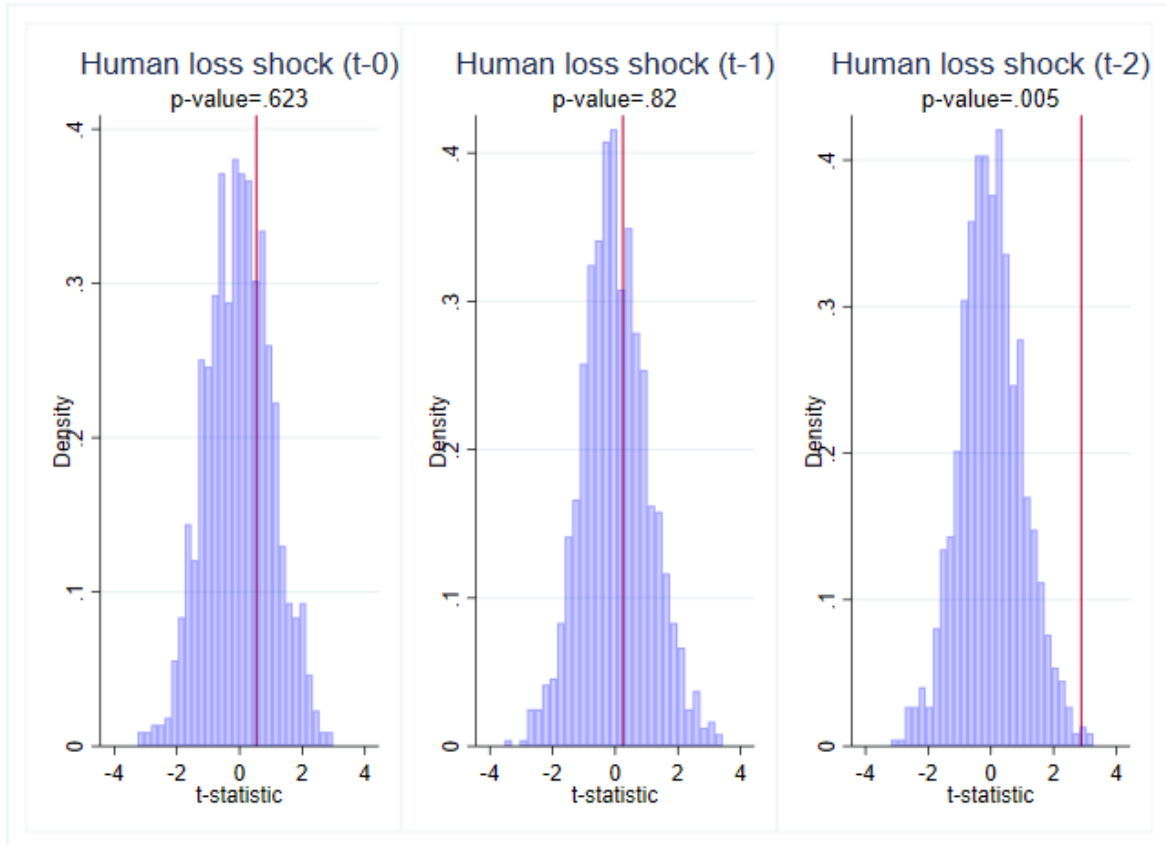 Human loss shock (t-0)
p-value=.623
.4
.3
.2
.1
0
Density
-4 -2 0 2 4
t-statistic
Human loss shock (t-1)
p-value=.82
.4
.3
.2
.1
0
Density
-4 -2 0 2 4
t-statistic
Human loss shock (t-2)
p-value=.005
.4
.3
.2
.1
0
Density
-4 -2 0 2 4
t-statistic